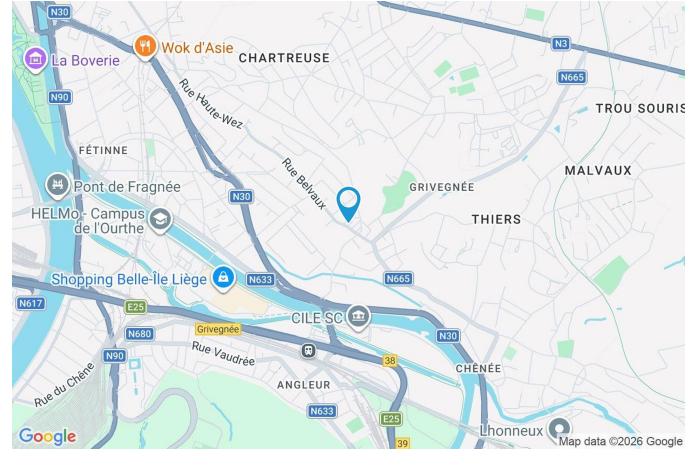 N30
Wok d'Asie
CHARTREUSE
N3
La Boverie
N665
N90
TROU SOURIS
Rue Haute-Wez
FÉTINNE
Rue Belvaux
MALVAUX
Pont de Fragnée
GRIVEGNÉE
HELMo - Campus
de l'Ourthe
N30
THIERS
Shopping Belle-Île Liège
N633
N665
N617
E25
CILE SC
Grivegnée
N30
N680
Rue Vaudrée
38
N90
CHÊNÉE
Rue du Chêne
ANGLEUR
N633
E25
Lhonneux
39
Google
Map data ©2026 Google